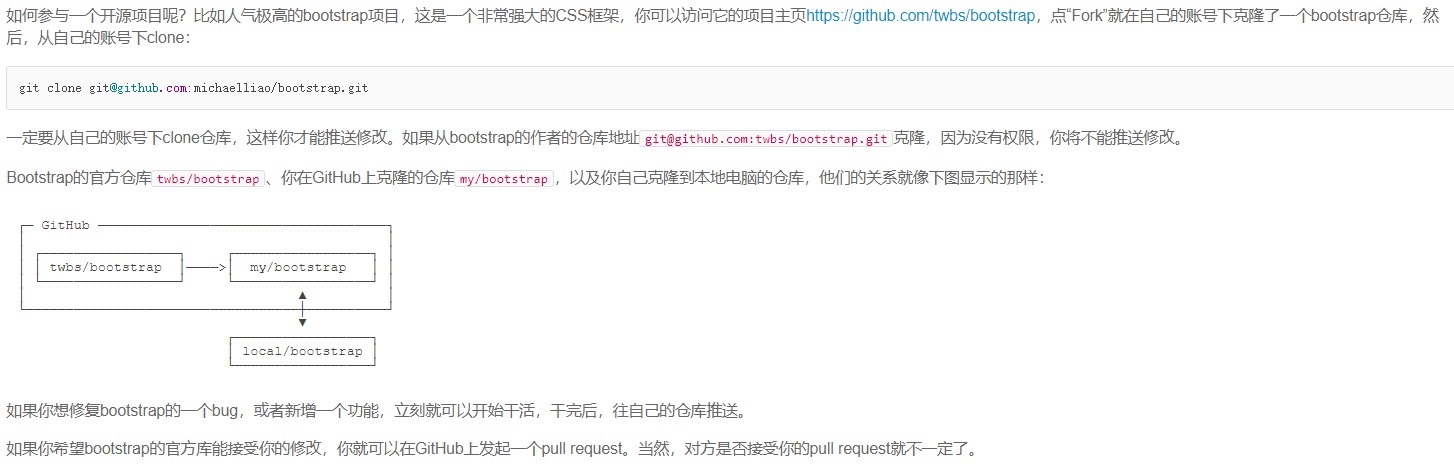 如何参与一个开源项目呢？比如人气极高的bootstrap项目，这是一个非常强大的CSS框架，你可以访问它的项目主页https://github.com/twbs/bootstrap，点“Fork”就在自己的账号下克隆了一个bootstrap仓库，然
后，从自己的账号下clone：
git clone git@github.com:michaelliao/bootstrap.git
一定要从自己的账号下clone仓库，这样你才能推送修改。如果从bootstrap的作者的仓库地址git@github.com:twbs/bootstrap.git克隆，因为没有权限，你将不能推送修改。
Bootstrap的官方仓库twbs/bootstrap、你在GitHub上克隆的仓库my/bootstrap，以及你自己克隆到本地电脑的仓库，他们的关系就像下图显示的那样：
GitHub
twbs/bootstrap my/bootstrap
local/bootstrap
如果你想修复bootstrap的一个bug，或者新增一个功能，立刻就可以开始干活，干完后，往自己的仓库推送。
如果你希望bootstrap的官方库能接受你的修改，你就可以在GitHub上发起一个pull request。当然，对方是否接受你的pull request就不一定了。